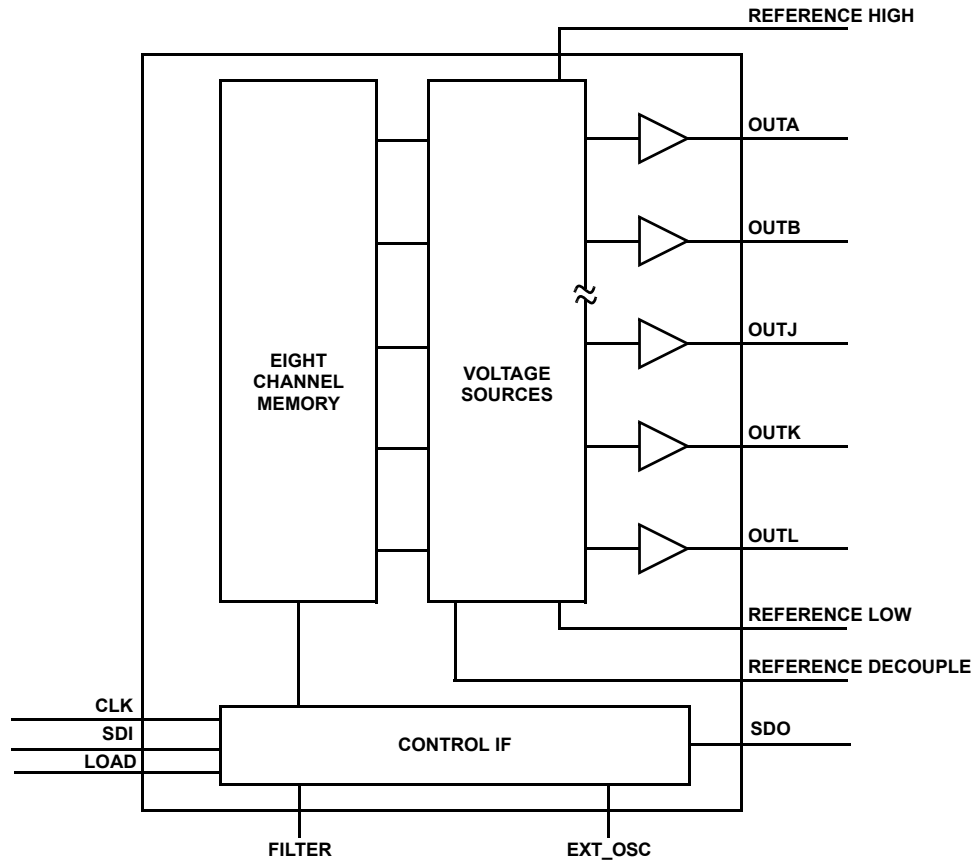 REFERENCE HIGH
OUTA
OUTB
OUTJ
EIGHT
CHANNEL
MEMORY
VOLTAGE
SOURCES
OUTK
OUTL
REFERENCE LOW
REFERENCE DECOUPLE
CLK
SDI
LOAD
CONTROL IF
SDO
FILTER
EXT_OSC